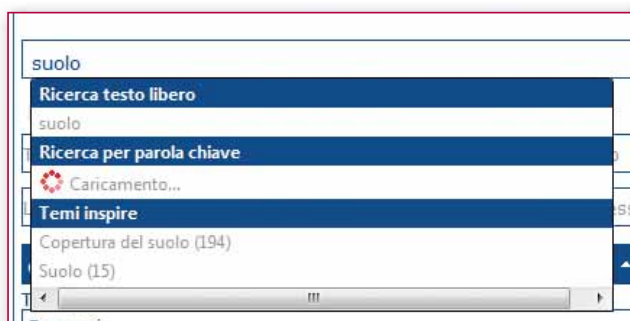 suolo
Ricerca testo libero
suolo
Ricerca per parola chiave
Caricamento...
Temi inspire
Copertura del suolo (194)
Suolo (15)